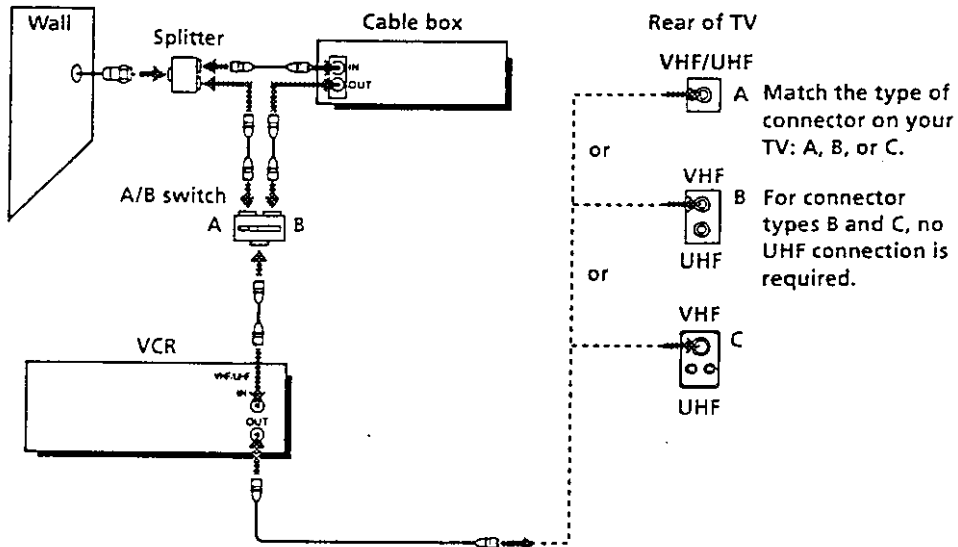 Wall
Splitter
Cable box
IN
OUT
A/B switch
A
B
VCR
VHF/UHF
IN
OUT
Rear of TV
VHF/UHF
A
Match the type of
connector on your
TV: A, B, or C.
or
VHF
B
UHF
For connector
types B and C, no
UHF connection is
required.
or
VHF
C
UHF